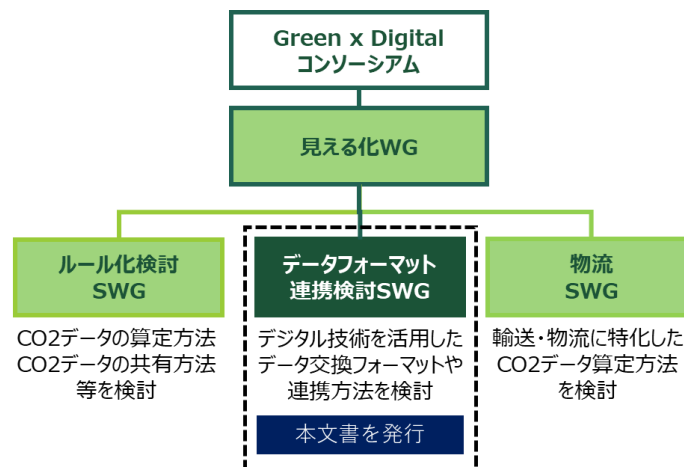 Green x Digital
コンソーシアム
見える化WG
ルール化検討
SWG
データフォーマット
連携検討SWG
物流
SWG
CO2データの算定方法
CO2データの共有方法
等を検討
デジタル技術を活用した
データ交換フォーマットや
連携方法を検討
輸送・物流に特化した
CO2データ算定方法
を検討
本文書を発行